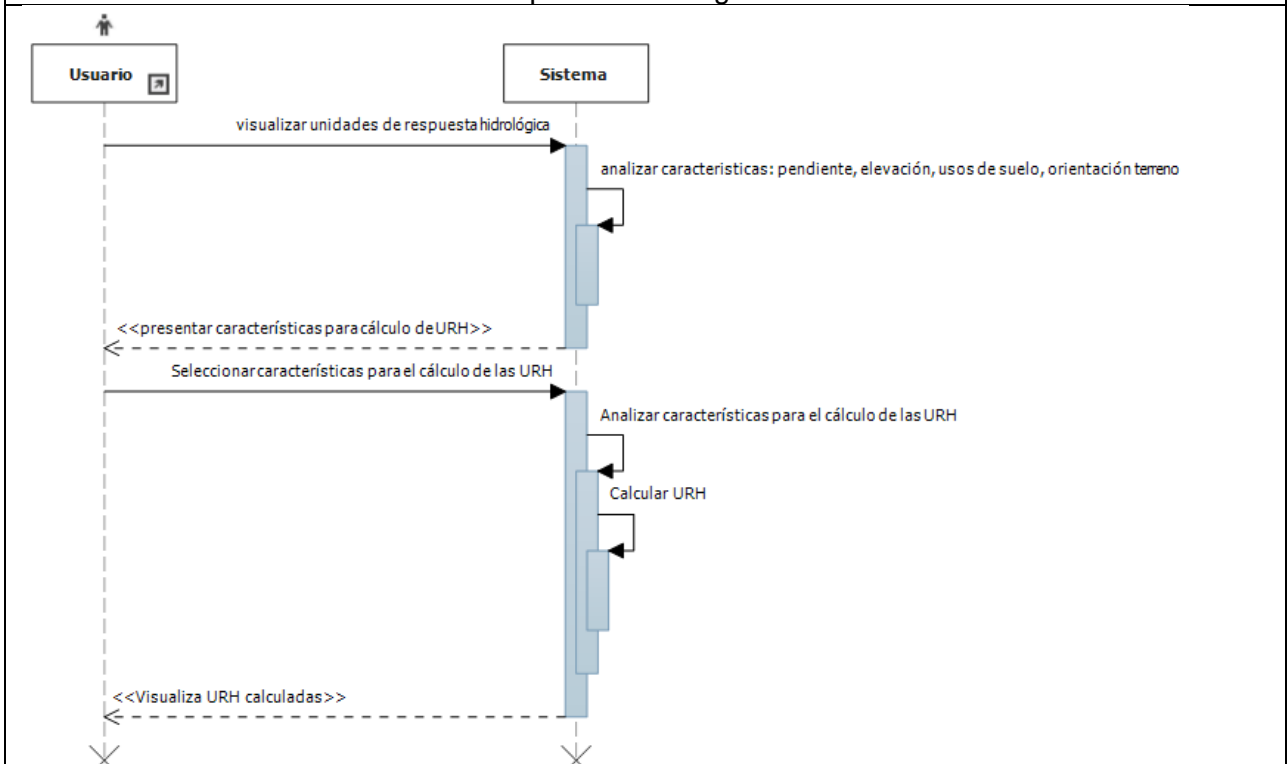 Usuario
Sistema
visualizar unidades de respuesta hidrológica
analizar caracteristicas: pendiente, elevación, usos de suelo, orientación terreno
<<presentar características para cálculo de URH>>
Seleccionar características para el cálculo de las URH
Analizar características para el cálculo de las URH
Calcular URH
<<Visualiza URH calculadas>>